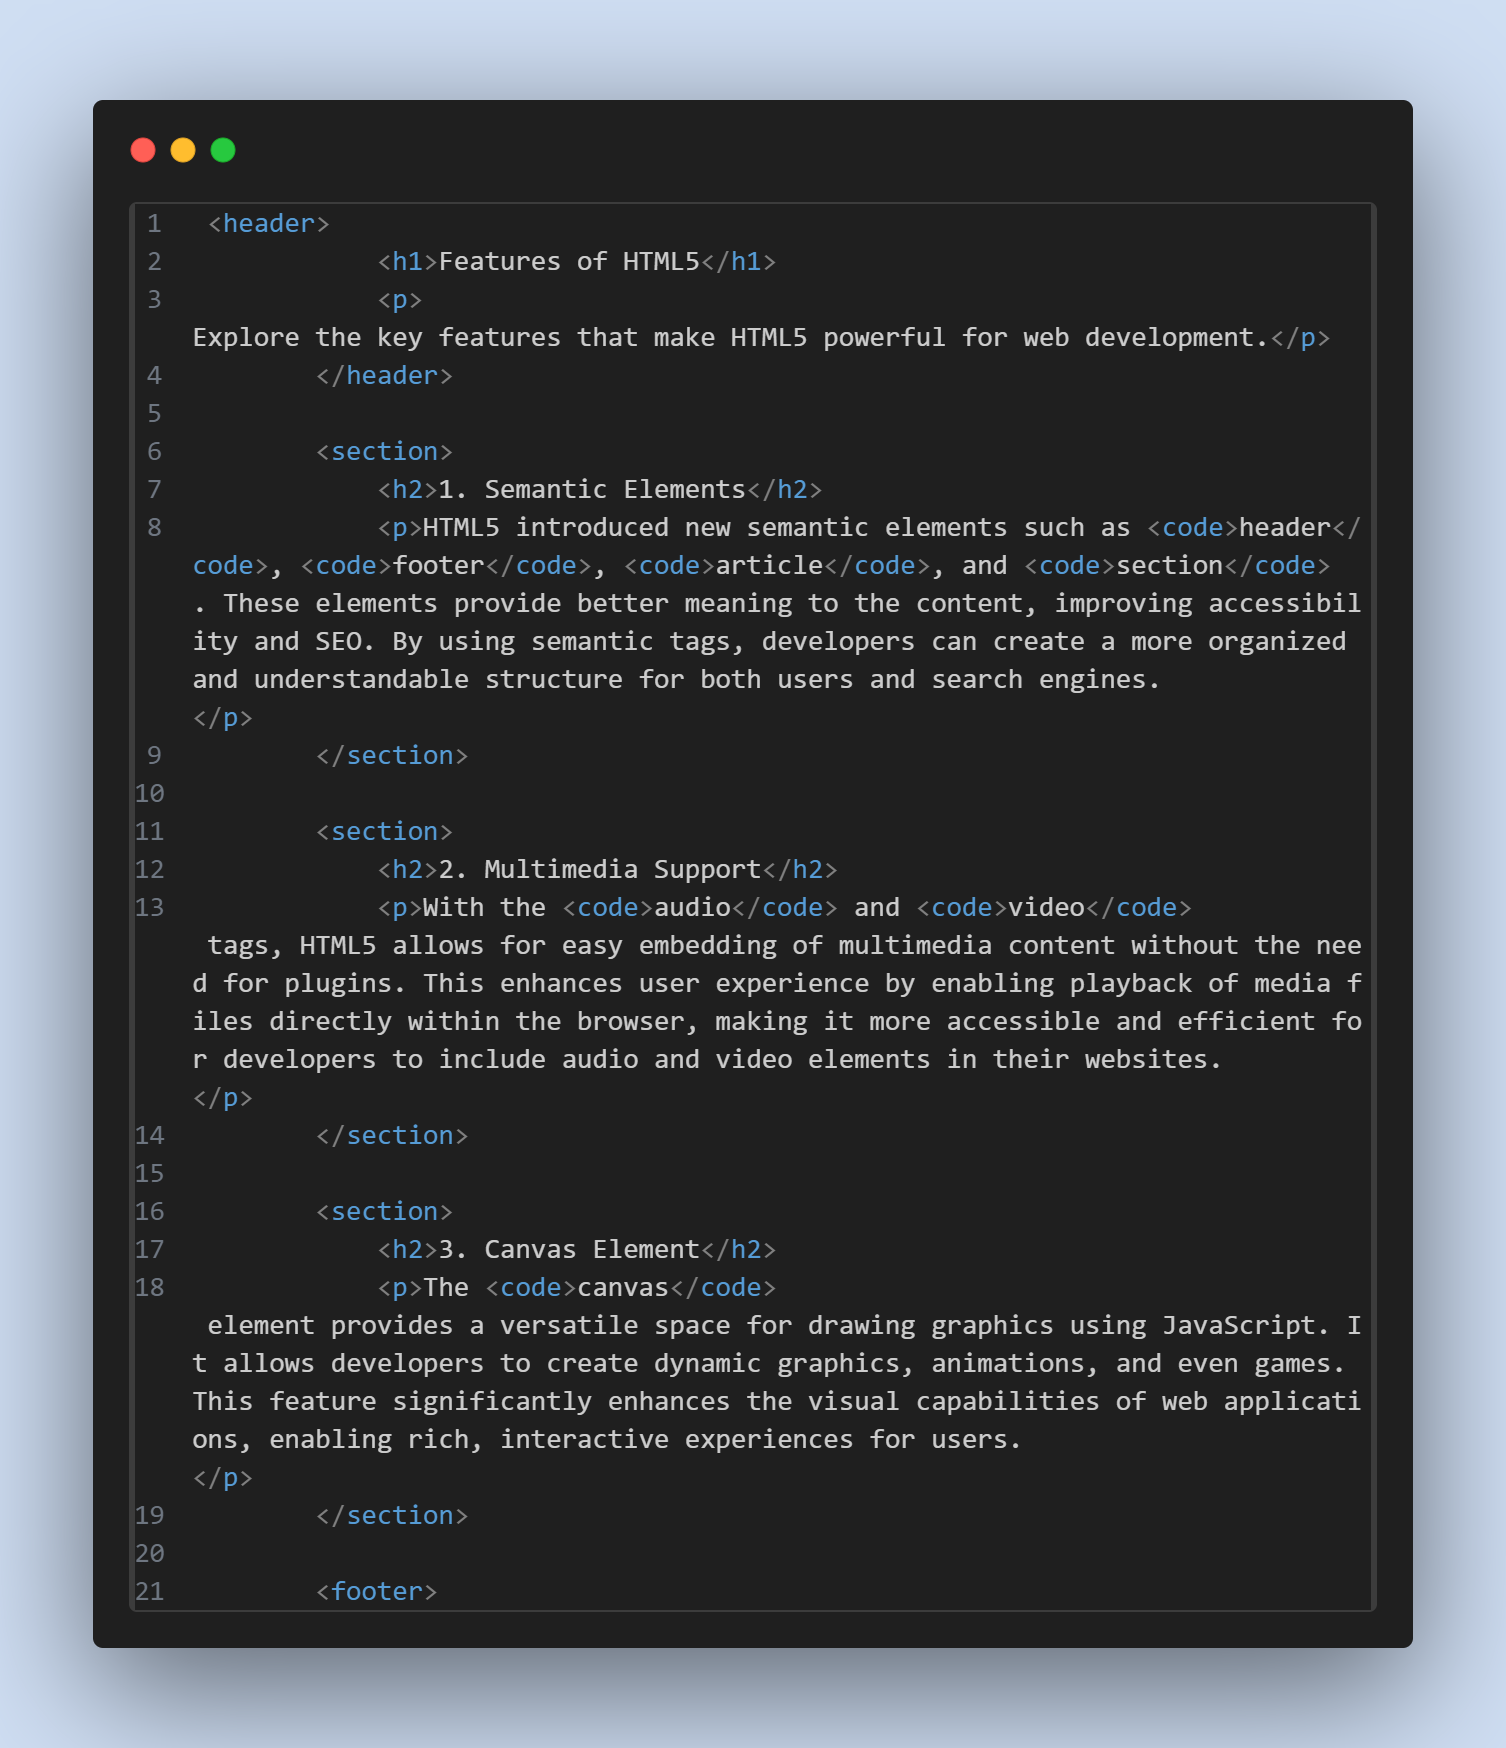 1 <header>
2 <h1>Features of HTML5</h1>
3 <p>
Explore the key features that make HTML5 powerful for web development.</p>
4 </header>
5
6 <section>
7 <h2>1. Semantic Elements</h2>
8 <p>HTML5 introduced new semantic elements such as <code>header</
code>, <code>footer</code>, <code>article</code>, and <code>section</code>
. These elements provide better meaning to the content, improving accessibil
ity and SEO. By using semantic tags, developers can create a more organized
and understandable structure for both users and search engines.
</p>
9 </section>
10
11 <section>
12 <h2>2. Multimedia Support</h2>
13 <p>With the <code>audio</code> and <code>video</code>
tags, HTML5 allows for easy embedding of multimedia content without the nee
d for plugins. This enhances user experience by enabling playback of media f
iles directly within the browser, making it more accessible and efficient fo
r developers to include audio and video elements in their websites.
</p>
14 </section>
15
16 <section>
17 <h2>3. Canvas Element</h2>
18 <p>The <code>canvas</code>
element provides a versatile space for drawing graphics using JavaScript. I
t allows developers to create dynamic graphics, animations, and even games.
This feature significantly enhances the visual capabilities of web applicati
ons, enabling rich, interactive experiences for users.
</p>
19 </section>
20
21 <footer>